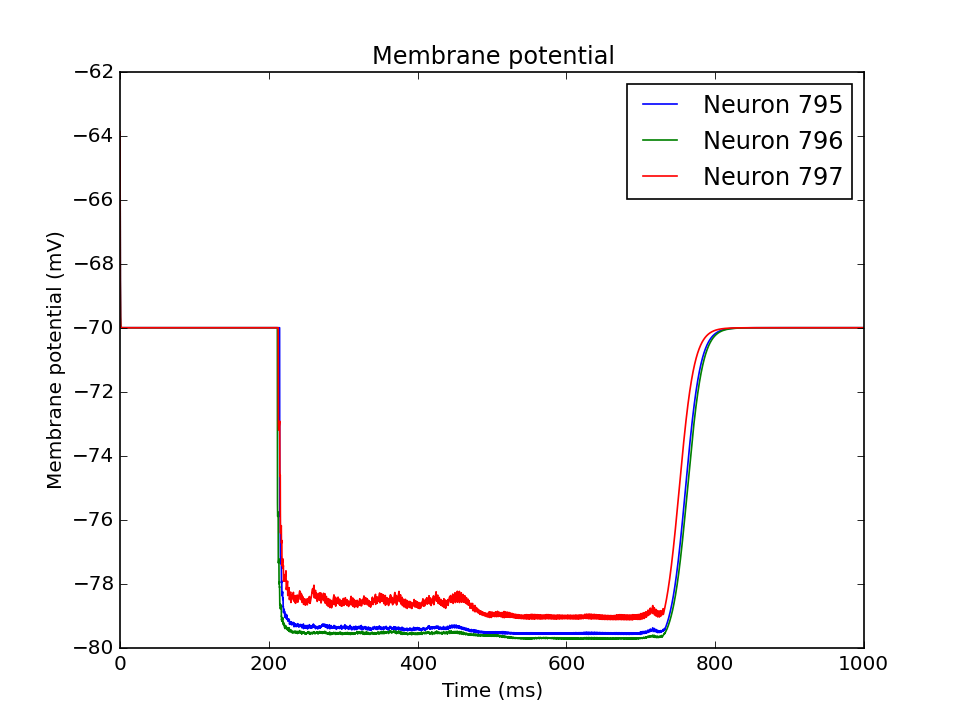 Membrane potential
−62
−64
−66
−68
−70
−72
−74
−76
−78
−80
Membrane potential (mV)
Neuron 795
Neuron 796
Neuron 797
0 200 400 600 800 1000
Time (ms)